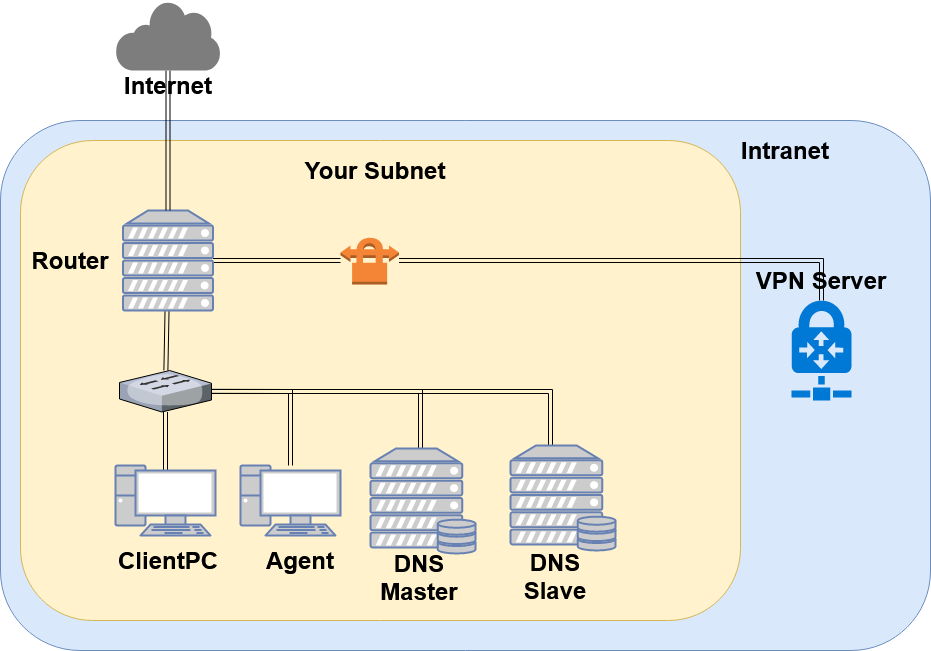 Internet
Intranet
Your Subnet
Router
VPN Server
ClientPC
Agent
DNS
Master
DNS
Slave